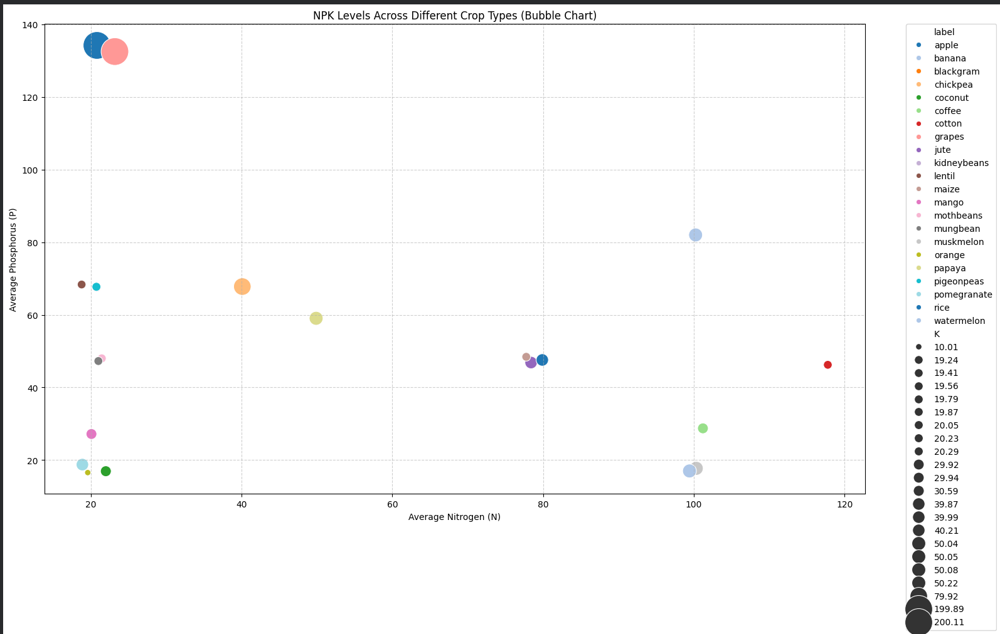 NPK Levels Across Different Crop Types (Bubble Chart)
140
120
100
80
60
40
20
Average Phosphorus (P)
20 40 60 80 100 120
Average Nitrogen (N)
label
apple
banana
blackgram
chickpea
coconut
coffee
cotton
grapes
jute
kidneybeans
lentil
maize
mango
mothbeans
mungbean
muskmelon
orange
papaya
pigeonpeas
pomegranate
rice
watermelon
K
10.01
19.24
19.41
19.56
19.79
19.87
20.05
20.23
20.29
29.92
29.94
30.59
39.87
39.99
40.21
50.04
50.05
50.08
50.22
79.92
199.89
200.11